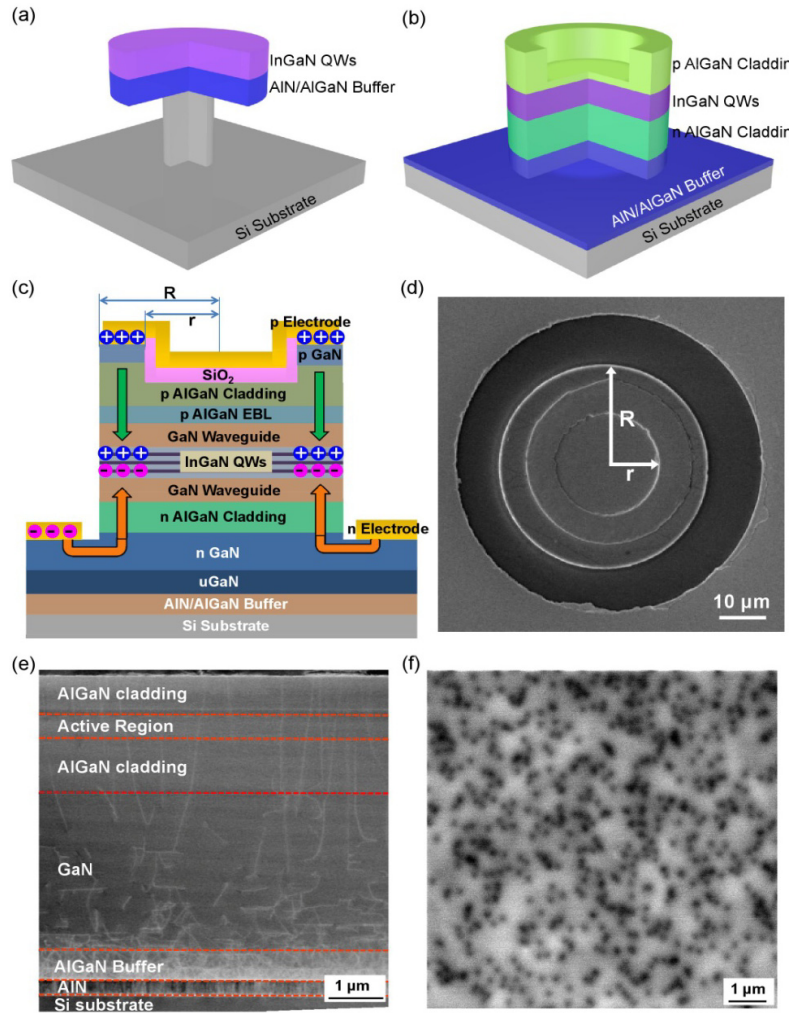 (a)
InGaN QWs
AlN/AlGaN Buffer
Si Substrate
(b)
p AlGaN Claddin
InGaN QWs
n AlGaN Cladding
AlN/AlGaN Buffer
Si Substrate
(c)
R
r
p Electrode
p GaN
SiO2
p AlGaN Cladding
p AlGaN EBL
GaN Waveguide
InGaN QWs
GaN Waveguide
n AlGaN Cladding
n Electrode
n GaN
uGaN
AlN/AlGaN Buffer
Si Substrate
(d)
R
r
10 μm
(e)
AlGaN cladding
Active Region
AlGaN cladding
GaN
AlGaN Buffer
AlN
Si substrate
1 μm
(f)
1 μm